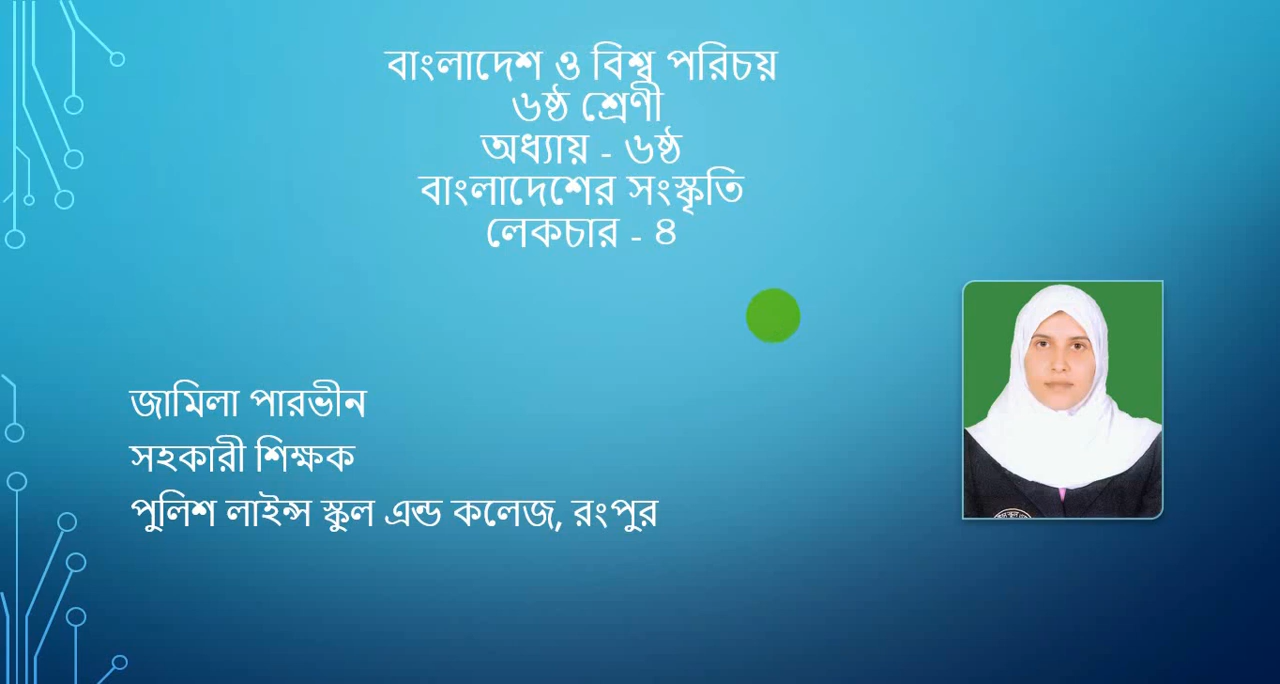 বাংলাদেশ ও বিশ্ব পরিচয়
৬ষ্ঠ শ্রেণী
অধ্যায় - ৬ষ্ঠ
বাংলাদেশের সংস্কৃতি
লেকচার - ৪
জামিলা পারভীন
সহকারী শিক্ষক
পুলিশ লাইন্স স্কুল এন্ড কলেজ, রংপুর